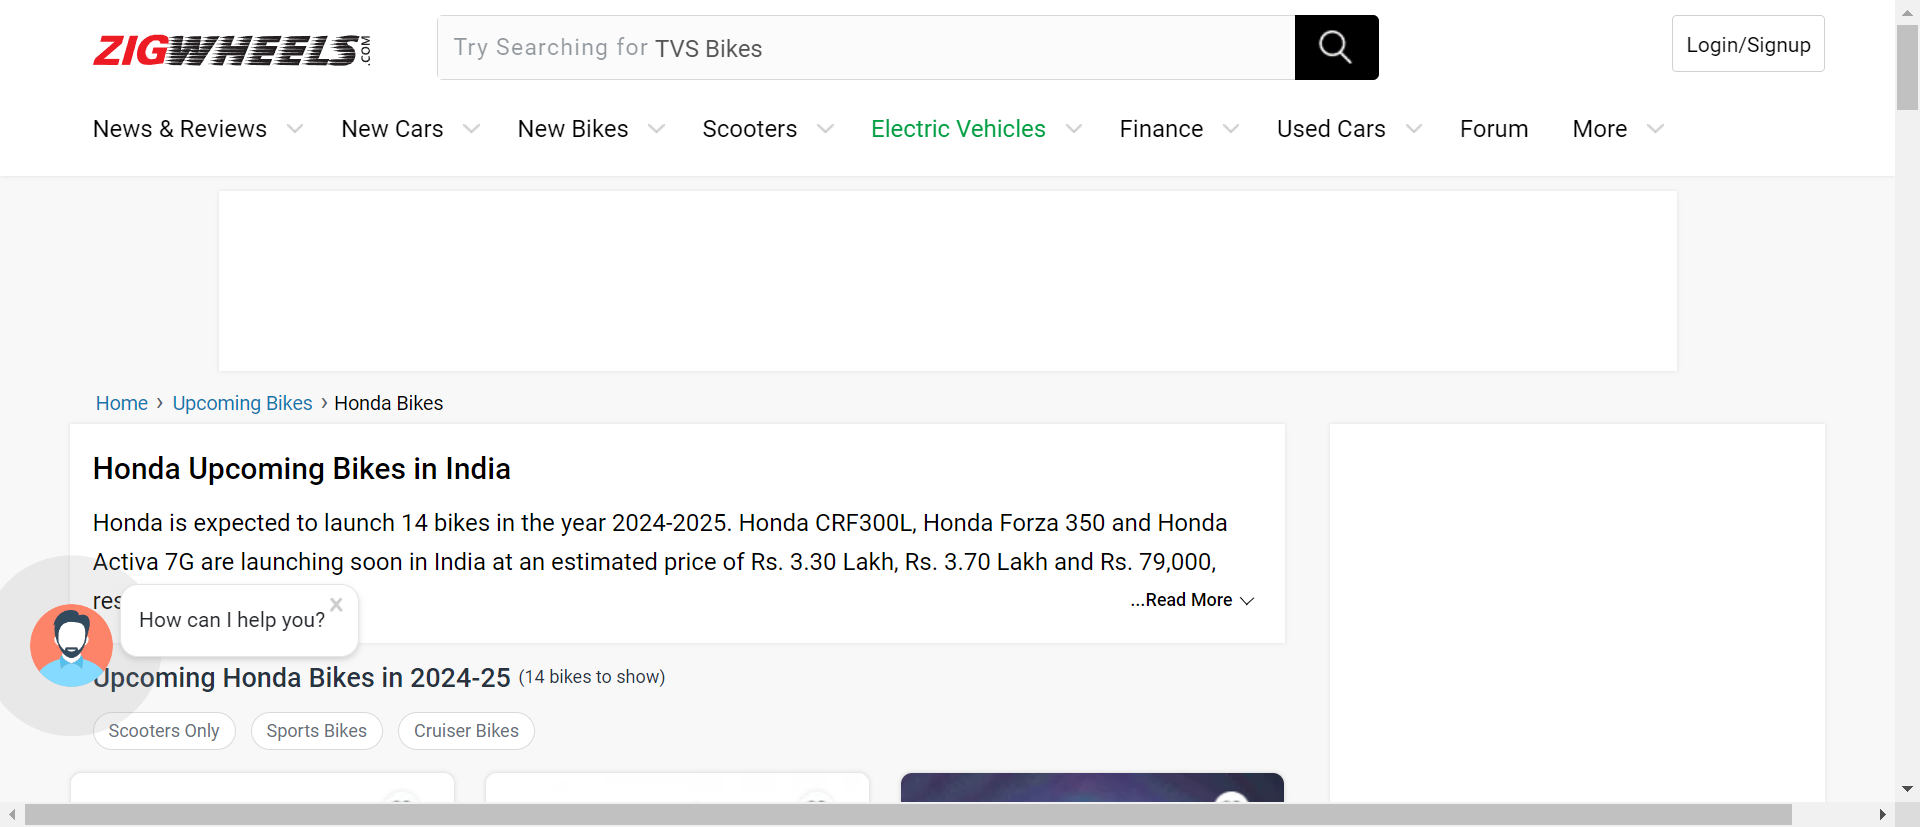 ZIGWHEELS.COM
Try Searching for TVS Bikes
Login/Signup
News & Reviews New Cars New Bikes Scooters Electric Vehicles Finance Used Cars Forum More
Home › Upcoming Bikes › Honda Bikes
Honda Upcoming Bikes in India
Honda is expected to launch 14 bikes in the year 2024-2025. Honda CRF300L, Honda Forza 350 and Honda
Activa 7G are launching soon in India at an estimated price of Rs. 3.30 Lakh, Rs. 3.70 Lakh and Rs. 79,000,
...Read More
How can I help you?
Upcoming Honda Bikes in 2024-25 (14 bikes to show)
Scooters Only Sports Bikes Cruiser Bikes